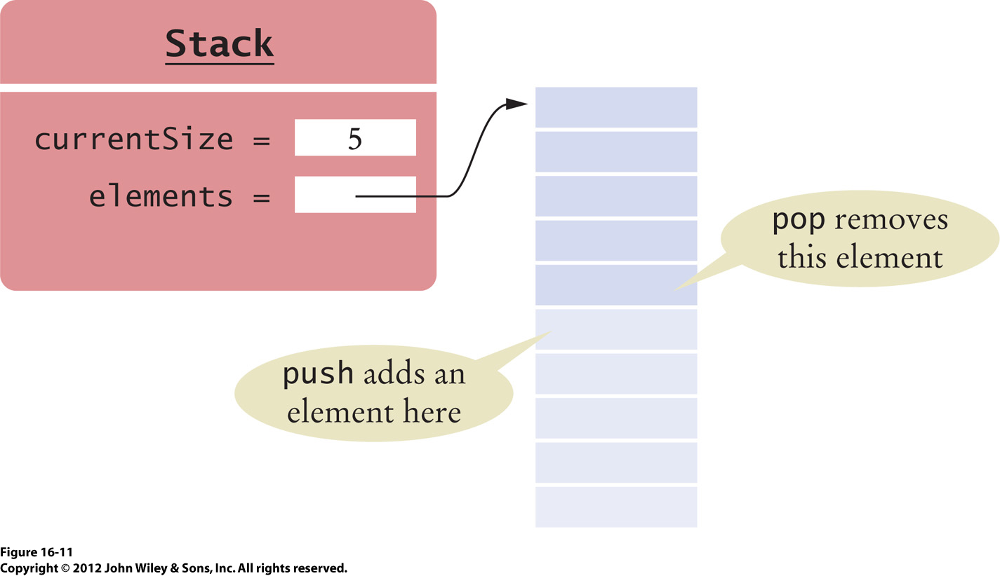 Stack
currentSize = 5
elements =
pop removes
this element
push adds an
element here
Figure 16-11
Copyright © 2012 John Wiley & Sons, Inc. All rights reserved.